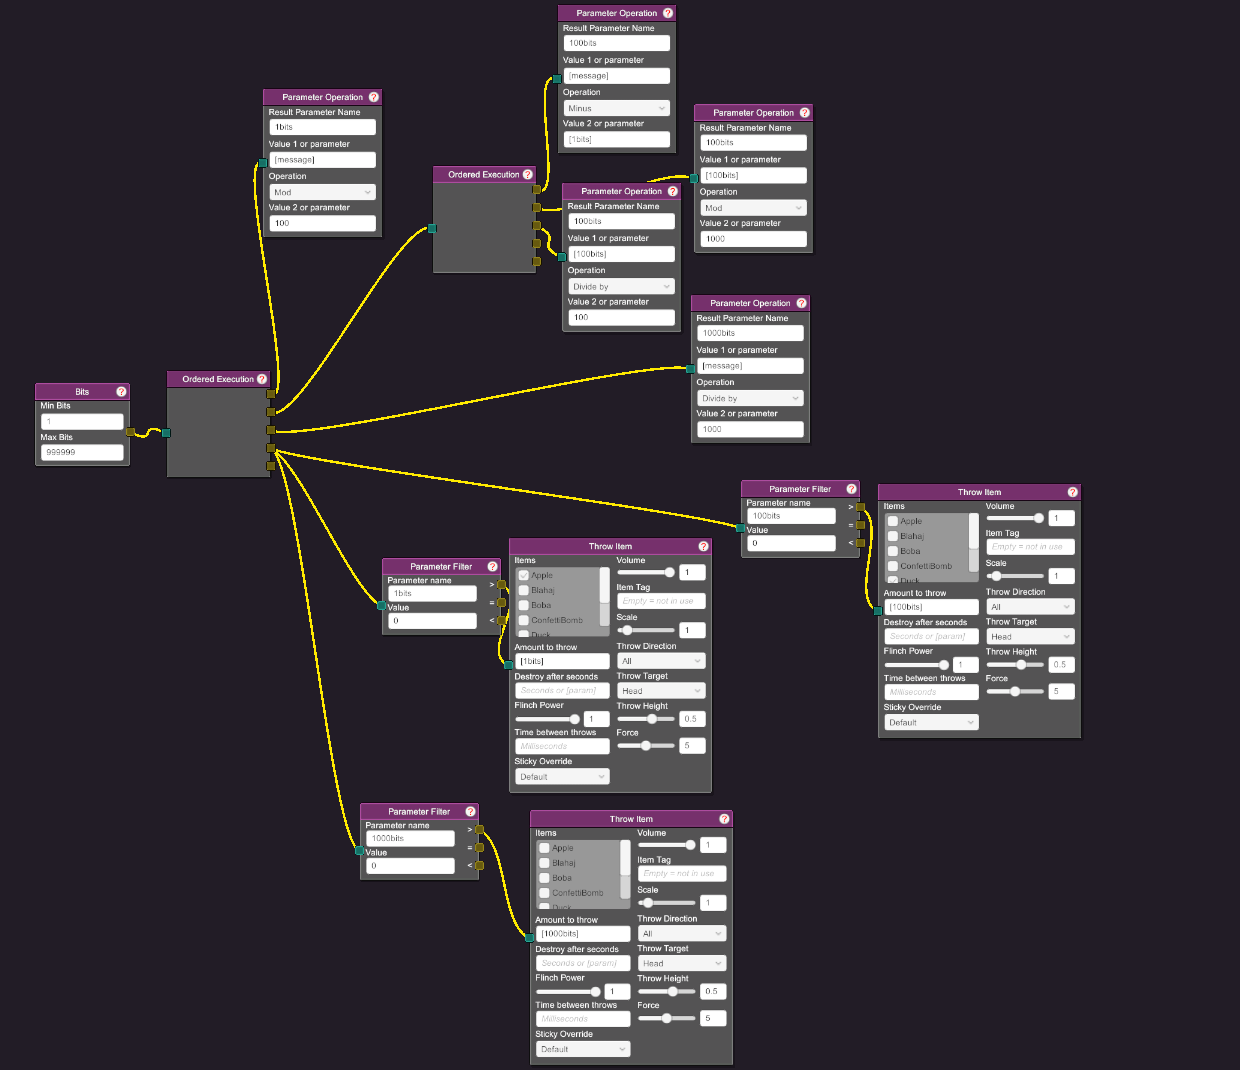 Parameter Operation ?
Result Parameter Name
100bits
Value 1 or parameter
[message]
Operation
Minus
Value 2 or parameter
[1bits]
Parameter Operation ?
Result Parameter Name
1bits
Value 1 or parameter
[message]
Operation
Mod
Value 2 or parameter
100
Parameter Operation ?
Result Parameter Name
100bits
Value 1 or parameter
[100bits]
Operation
Mod
Value 2 or parameter
1000
Ordered Execution ?
Parameter Operation ?
Result Parameter Name
100bits
Value 1 or parameter
[100bits]
Operation
Divide by
Value 2 or parameter
100
Parameter Operation ?
Result Parameter Name
1000bits
Value 1 or parameter
[message]
Operation
Divide by
Value 2 or parameter
1000
Bits ?
Min Bits
1
Max Bits
999999
Ordered Execution ?
Parameter Filter ?
Parameter name
100bits
Value
0
>
=
<
Throw Item ?
Items
Apple
Blahaj
Boba
ConfettiBomb
Duck
Amount to throw
[100bits]
Destroy after seconds
Seconds or [param]
Flinch Power
1
Time between throws
Milliseconds
Sticky Override
Default
Volume
1
Item Tag
Empty = not in use
Scale
1
Throw Direction
All
Throw Target
Head
Throw Height
0.5
Force
5
Parameter Filter ?
Parameter name
1bits
Value
0
>
=
<
Throw Item ?
Items
Apple
Blahaj
Boba
ConfettiBomb
Duck
Amount to throw
[1bits]
Destroy after seconds
Seconds or [param]
Flinch Power
1
Time between throws
Milliseconds
Sticky Override
Default
Volume
1
Item Tag
Empty = not in use
Scale
1
Throw Direction
All
Throw Target
Head
Throw Height
0.5
Force
5
Parameter Filter ?
Parameter name
1000bits
Value
0
>
=
<
Throw Item ?
Items
Apple
Blahaj
Boba
ConfettiBomb
Duck
Amount to throw
[1000bits]
Destroy after seconds
Seconds or [param]
Flinch Power
1
Time between throws
Milliseconds
Sticky Override
Default
Volume
1
Item Tag
Empty = not in use
Scale
1
Throw Direction
All
Throw Target
Head
Throw Height
0.5
Force
5